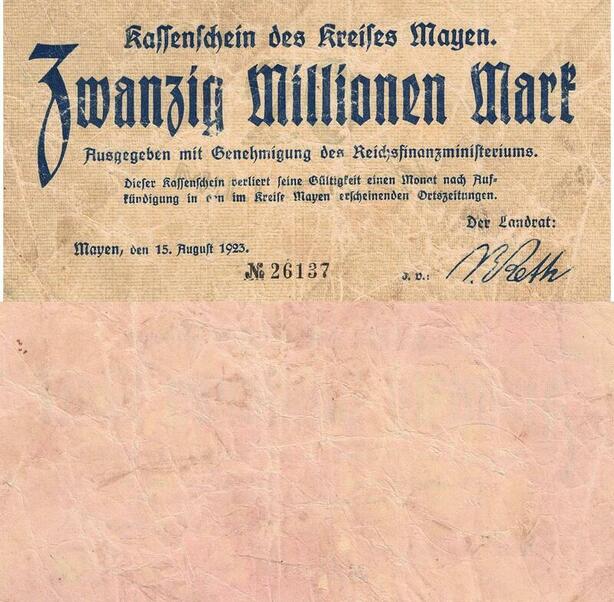 Kassenschein des Kreises Mayen.
Zwanzig Millionen Mark
Ausgegeben mit Genehmigung des Reichsfinanzministeriums.
Dieser Kassenschein verliert seine Gültigkeit einen Monat nach Auf-
kündigung in den im Kreise Mayen erscheinenden Ortszeitungen.
Der Landrat:
Mayen, den 15. August 1923.
№ 26137
J. V.: